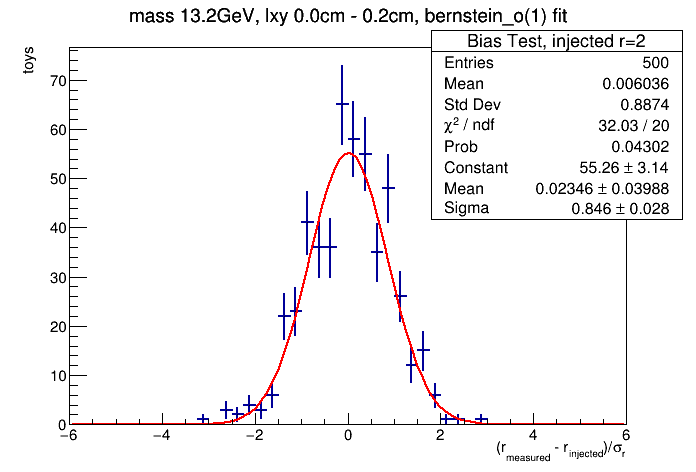 mass 13.2GeV, lxy 0.0cm - 0.2cm, bernstein_o(1) fit
Bias Test, injected r=2
Entries 500
Mean 0.006036
Std Dev 0.8874
χ² / ndf 32.03 / 20
Prob 0.04302
Constant 55.26 ± 3.14
Mean 0.02346 ± 0.03988
Sigma 0.846 ± 0.028
toys
70
60
50
40
30
20
10
0
−6 −4 −2 0 2 4 6
(r_measured - r_injected)/σ_r